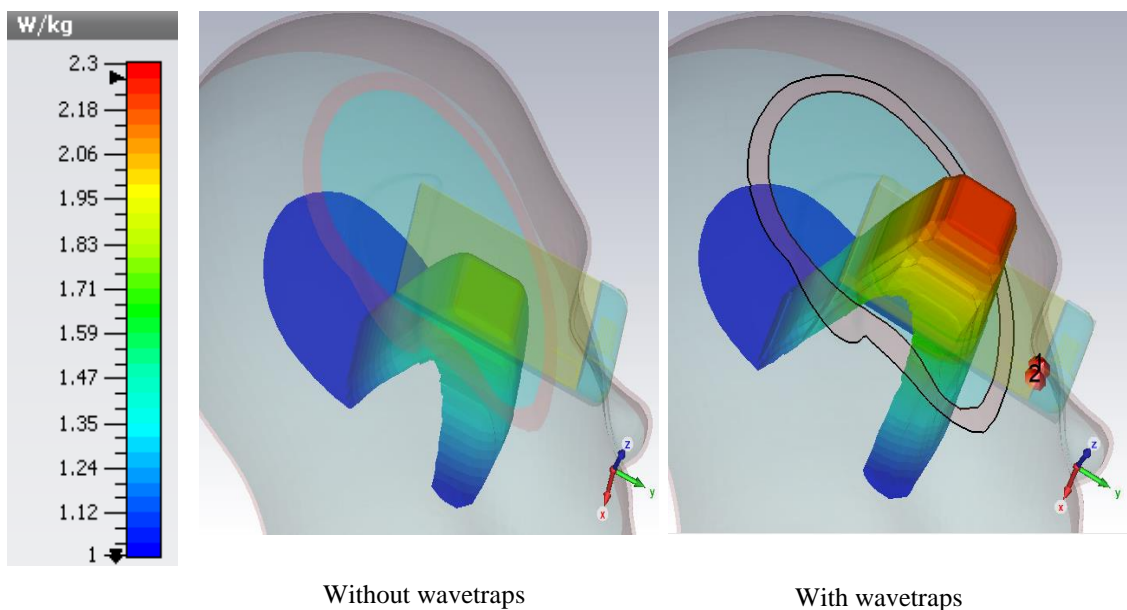 W/kg
2.3
2.18
2.06
1.95
1.83
1.71
1.59
1.47
1.35
1.24
1.12
1
z
y
x
1
2
z
y
x
Without wavetraps
With wavetraps